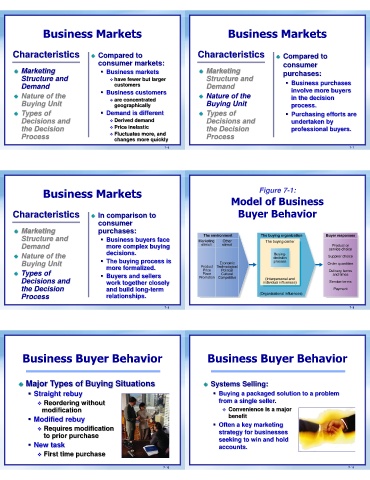 Business Markets
Characteristics
Marketing
Structure and
Demand
Nature of the
Buying Unit
Types of
Decisions and
the Decision
Process
Compared to
consumer markets:
Business markets
have fewer but larger
customers
Business customers
are concentrated
geographically
Demand is different
Derived demand
Price inelastic
Fluctuates more, and
changes more quickly
Business Markets
Characteristics
Marketing
Structure and
Demand
Nature of the
Buying Unit
Types of
Decisions and
the Decision
Process
Compared to
consumer
purchases:
Business purchases
involve more buyers
in the decision
process.
Purchasing efforts are
undertaken by
professional buyers.
Business Markets
Characteristics
Marketing
Structure and
Demand
Nature of the
Buying Unit
Types of
Decisions and
the Decision
Process
In comparison to
consumer
purchases:
Business buyers face
more complex buying
decisions.
The buying process is
more formalized.
Buyers and sellers
work together closely
and build long-term
relationships.
Figure 7-1:
Model of Business
Buyer Behavior
The environment
Marketing
stimuli
Other
stimuli
Product
Price
Place
Promotion
Economic
Technological
Political
Cultural
Competitive
The buying organization
The buying center
Buying
decision
process
(Interpersonal and
individual influences)
Organizational influences
Buyer responses
Product or
service choice
Supplier choice
Order quantities
Delivery terms
and times
Service terms
Payment
Business Buyer Behavior
Major Types of Buying Situations
Straight rebuy
Reordering without
modification
Modified rebuy
Requires modification
to prior purchase
New task
First time purchase
Business Buyer Behavior
Systems Selling:
Buying a packaged solution to a problem
from a single seller.
Convenience is a major
benefit
Often a key marketing
strategy for businesses
seeking to win and hold
accounts.